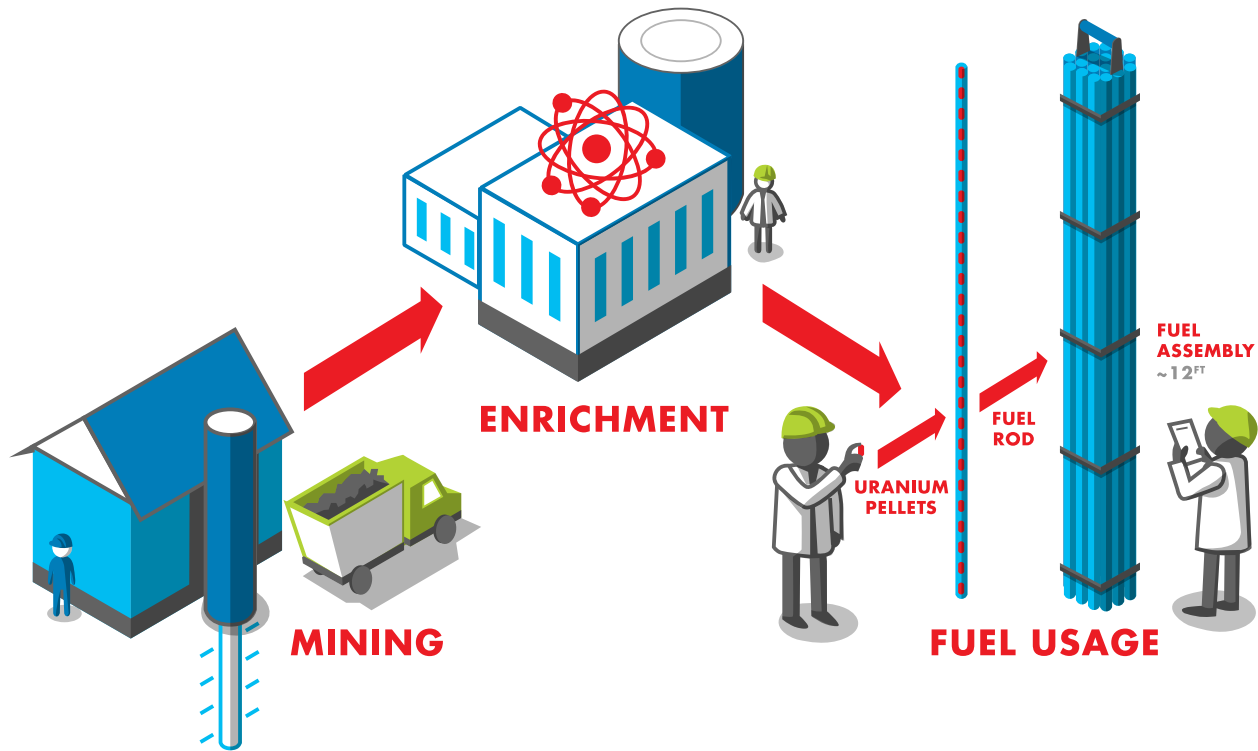 MINING
ENRICHMENT
URANIUM
PELLETS
FUEL
ROD
FUEL
ASSEMBLY
~12FT
FUEL USAGE